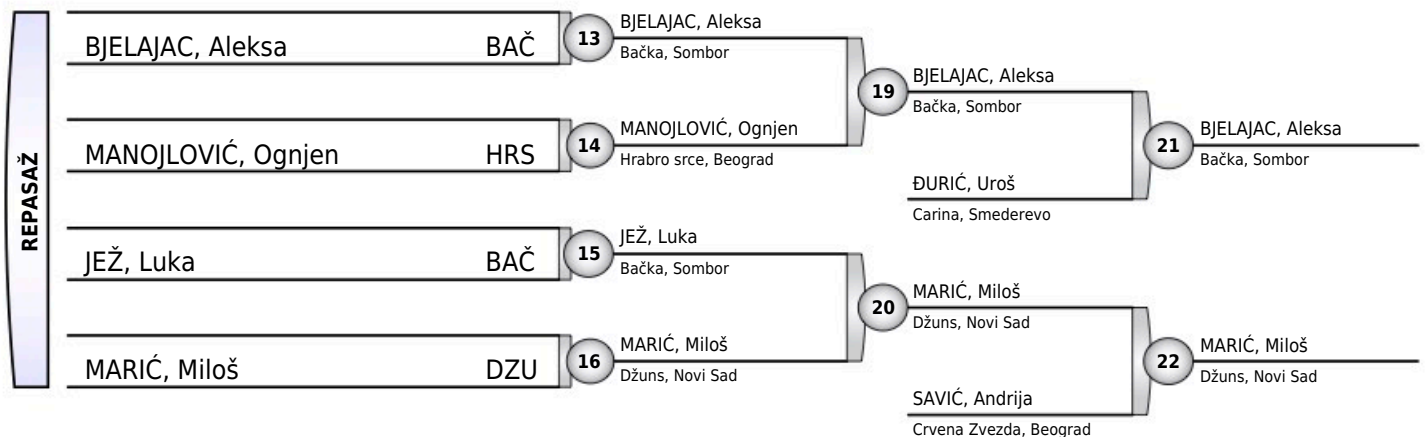 REPASAŽ
BJELAJAC, Aleksa BAČ
MANOJLOVIĆ, Ognjen HRS
JEŽ, Luka BAČ
MARIĆ, Miloš DZU
13
BJELAJAC, Aleksa
Bačka, Sombor
14
MANOJLOVIĆ, Ognjen
Hrabro srce, Beograd
15
JEŽ, Luka
Bačka, Sombor
16
MARIĆ, Miloš
Džuns, Novi Sad
19
BJELAJAC, Aleksa
Bačka, Sombor
ĐURIĆ, Uroš
Carina, Smederevo
20
MARIĆ, Miloš
Džuns, Novi Sad
SAVIĆ, Andrija
Crvena Zvezda, Beograd
21
BJELAJAC, Aleksa
Bačka, Sombor
22
MARIĆ, Miloš
Džuns, Novi Sad